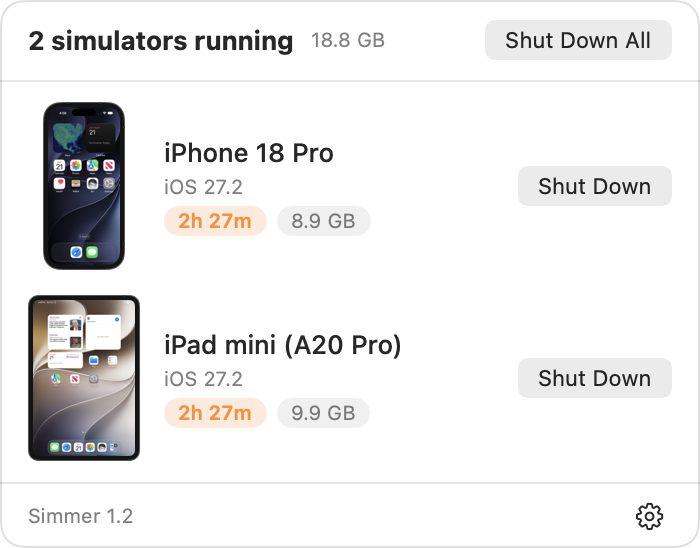 2 simulators running 18.8 GB Shut Down All
iPhone 18 Pro
iOS 27.2
Shut Down
2h 27m 8.9 GB
iPad mini (A20 Pro)
iOS 27.2
Shut Down
2h 27m 9.9 GB
Simmer 1.2